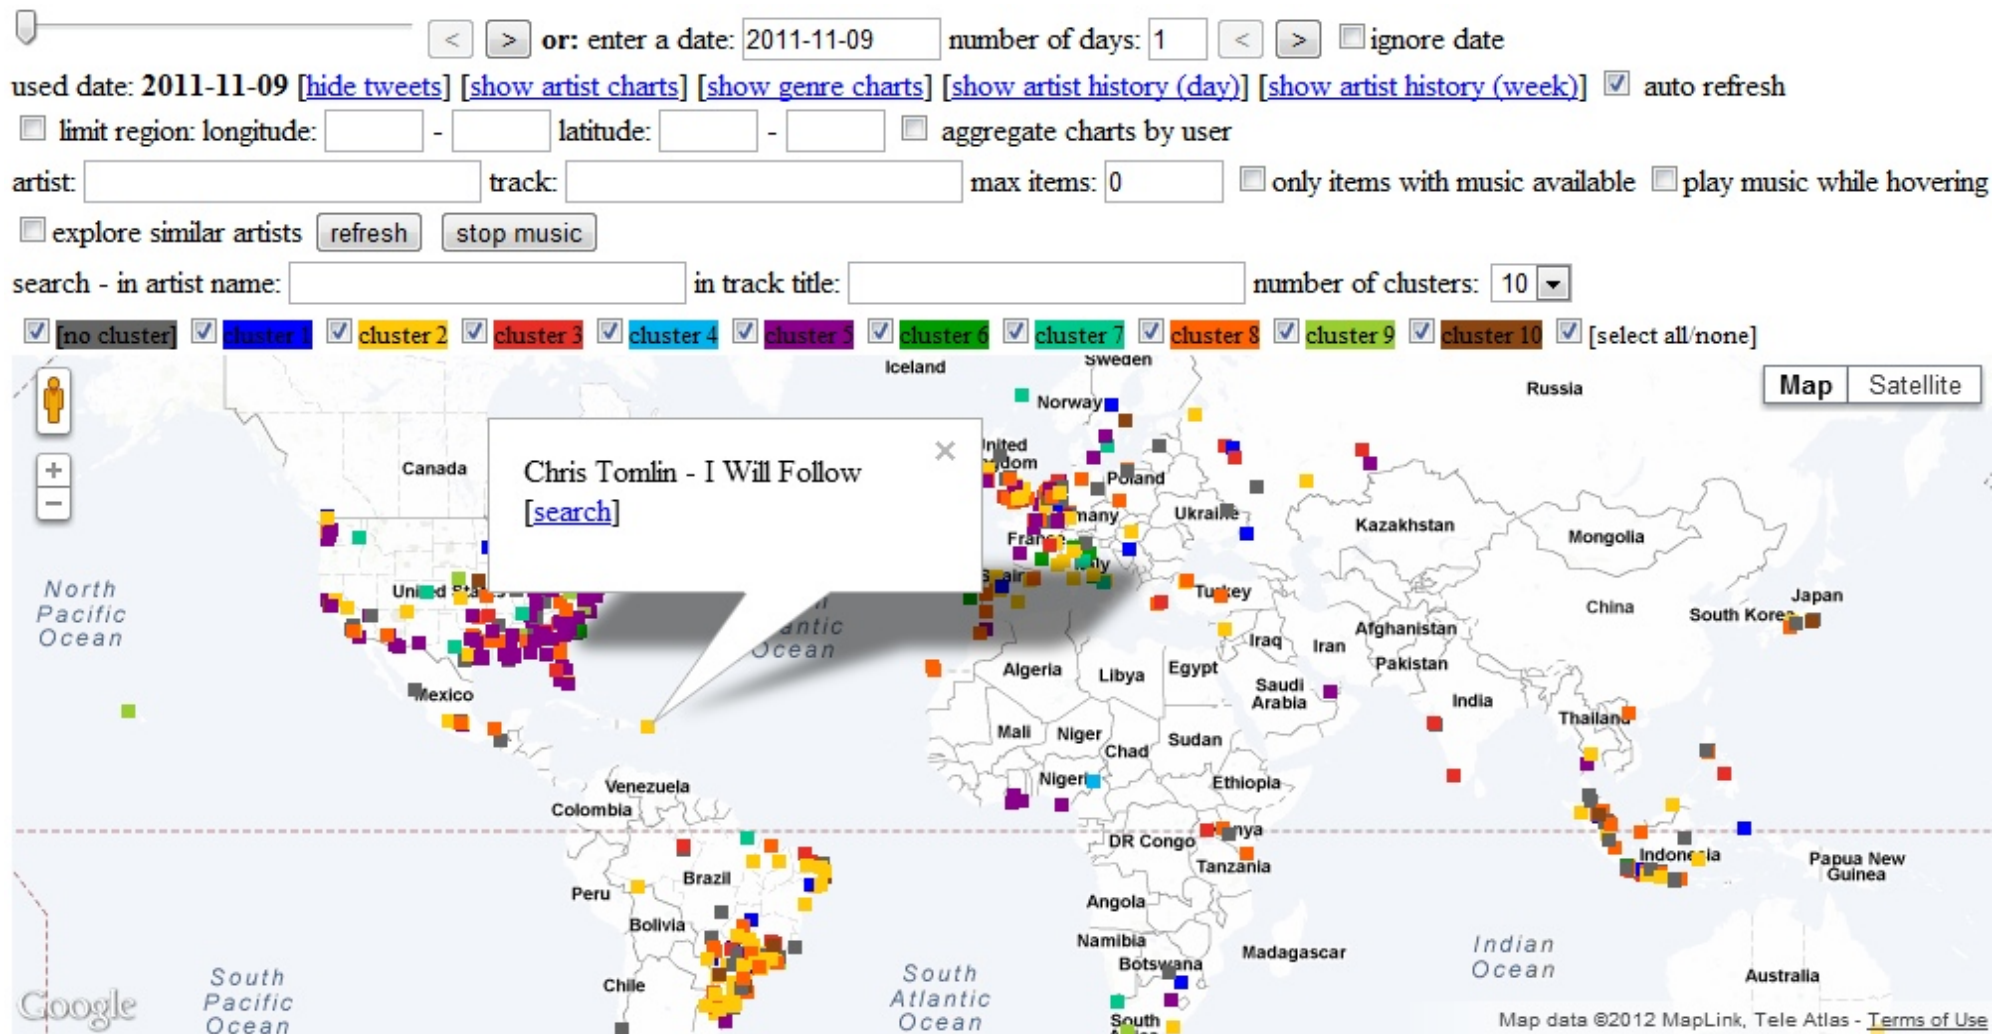 < > or: enter a date: 2011-11-09 number of days: 1 < > ignore date
used date: 2011-11-09 [hide tweets] [show artist charts] [show genre charts] [show artist history (day)] [show artist history (week)] auto refresh
limit region: longitude: - latitude: - aggregate charts by user
artist: track: max items: 0 only items with music available play music while hovering
explore similar artists refresh stop music
search - in artist name: in track title: number of clusters: 10
[no cluster] cluster 1 cluster 2 cluster 3 cluster 4 cluster 5 cluster 6 cluster 7 cluster 8 cluster 9 cluster 10 [select all/none]
Iceland
Sweden
Map Satellite
Russia
Norway
Canada
Chris Tomlin - I Will Follow
[search]
×
+
−
Poland
Ukraine
Kazakhstan
Mongolia
France
North
Pacific
Ocean
United States
Turkey
China
Japan
South Korea
Ocean
Algeria
Libya
Egypt
Iraq
Iran
Afghanistan
Pakistan
Saudi
Arabia
India
Mexico
Thailand
Mali
Niger
Chad
Sudan
Nigeria
Ethiopia
Venezuela
Colombia
DR Congo
Kenya
Tanzania
Indonesia
Papua New
Guinea
Peru
Brazil
Bolivia
Angola
Namibia
Botswana
Madagascar
Indian
Ocean
Australia
Chile
South
Pacific
Ocean
South
Atlantic
Ocean
South
Google
Map data ©2012 MapLink, Tele Atlas - Terms of Use